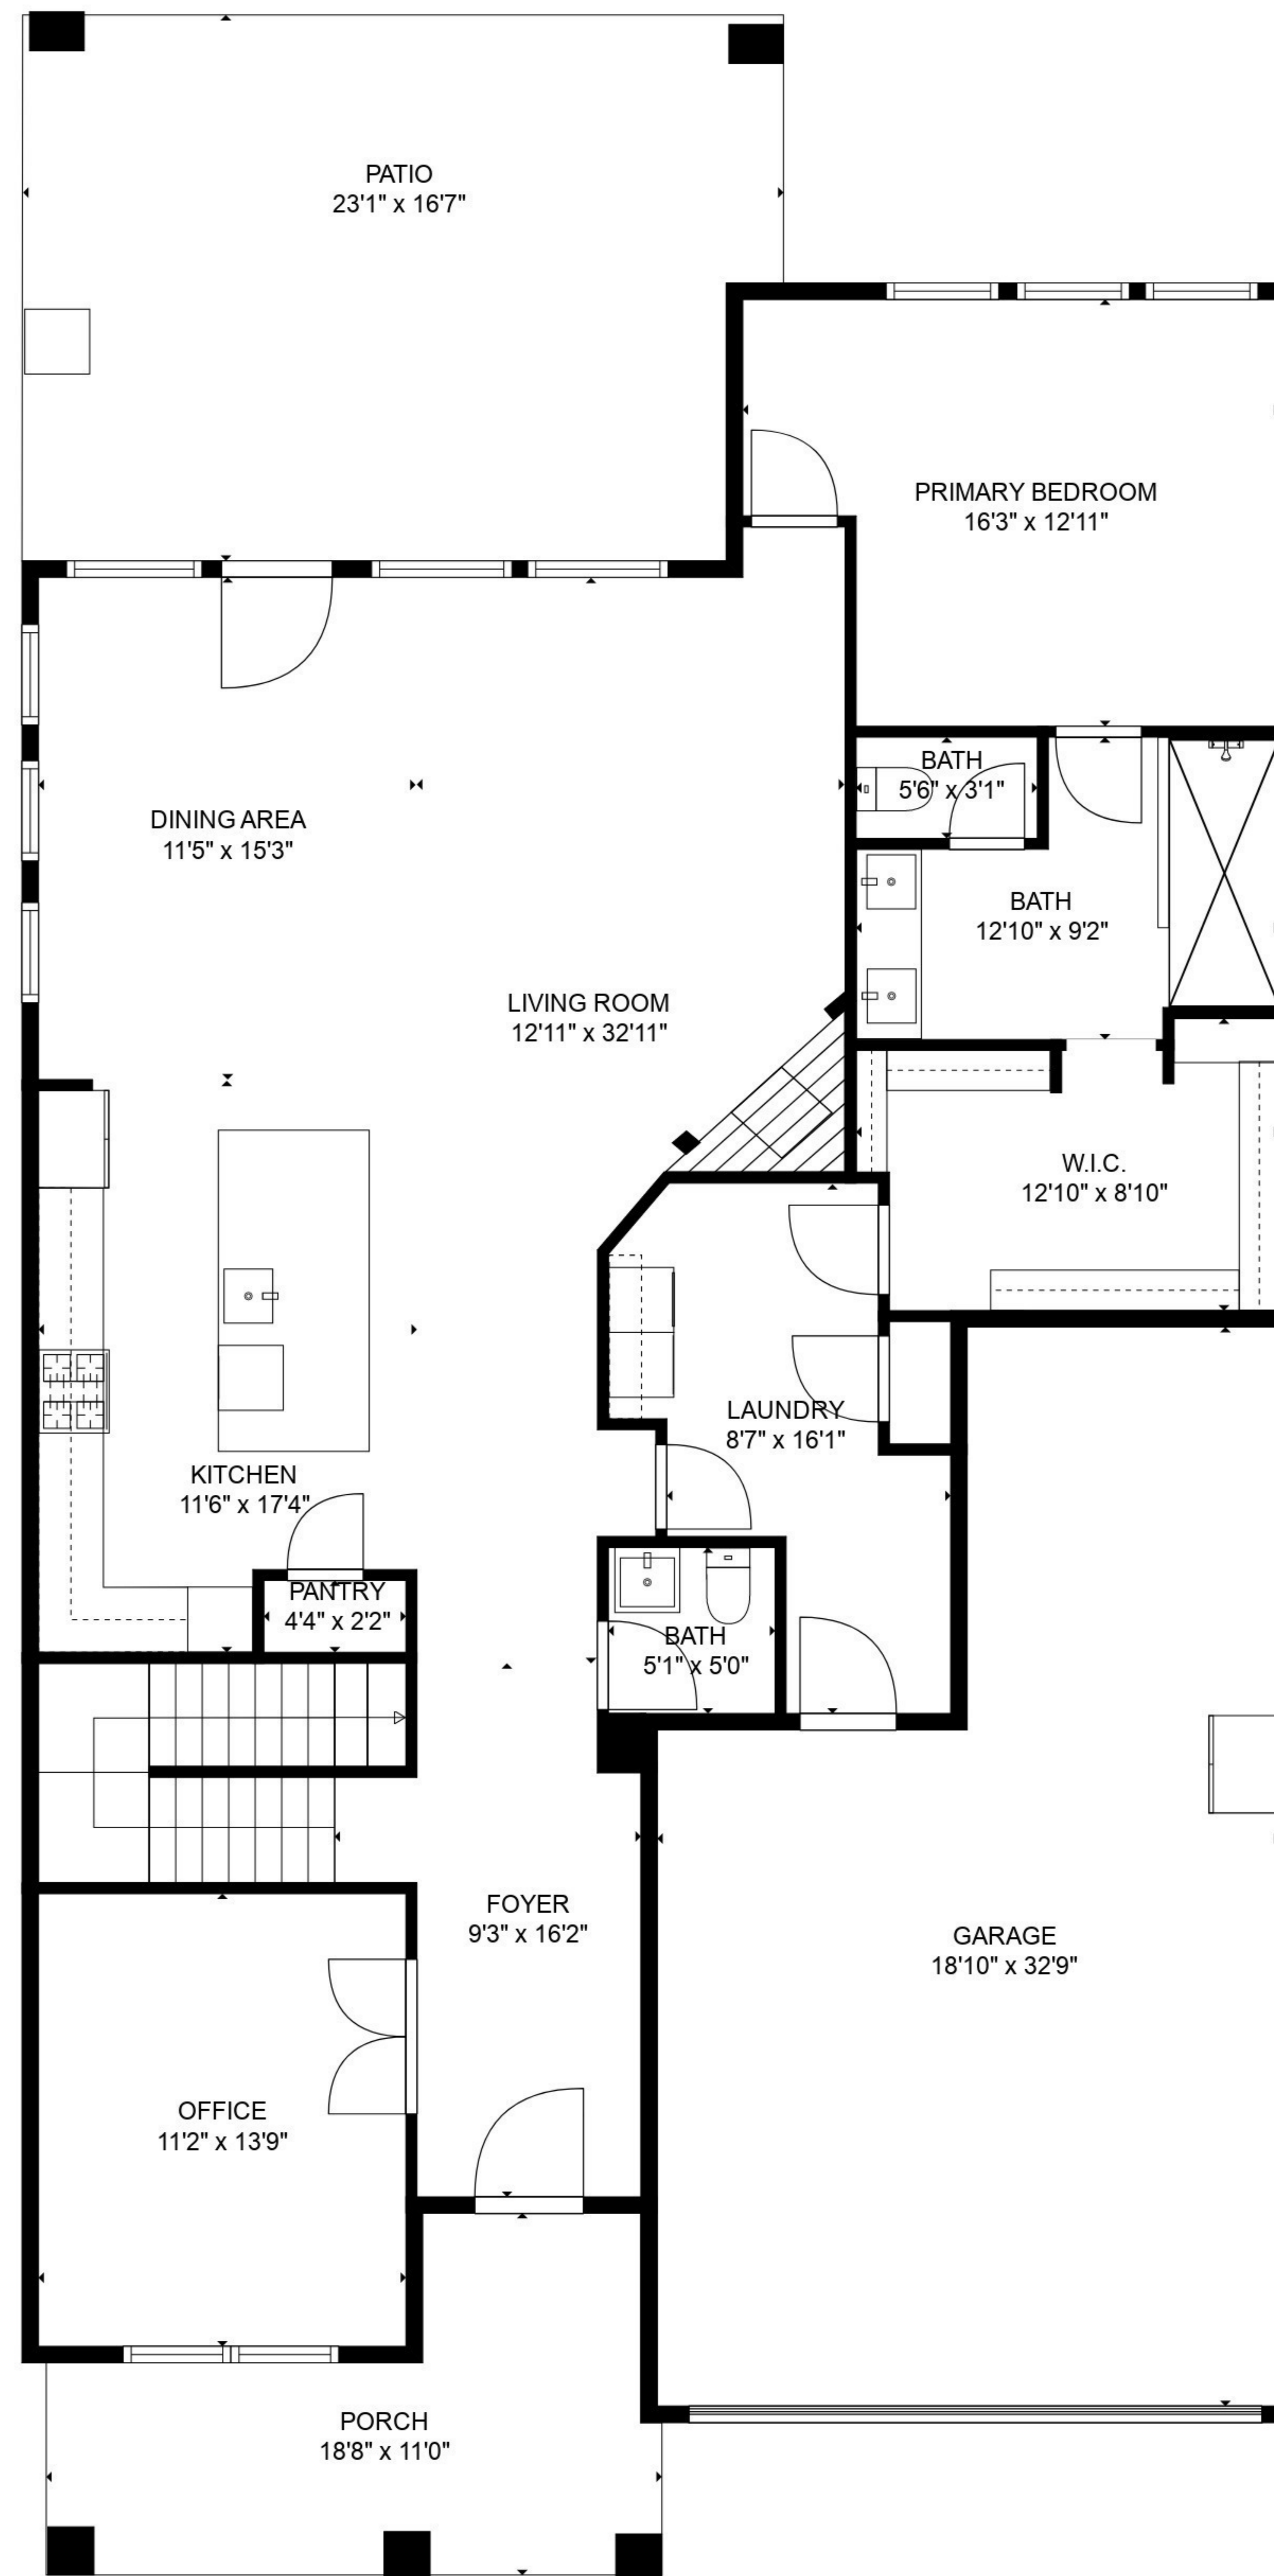 PATIO
23'1" x 16'7"
PRIMARY BEDROOM
16'3" x 12'11"
BATH
5'6" x 3'1"
DINING AREA
11'5" x 15'3"
BATH
12'10" x 9'2"
LIVING ROOM
12'11" x 32'11"
W.I.C.
12'10" x 8'10"
LAUNDRY
8'7" x 16'1"
KITCHEN
11'6" x 17'4"
PANTRY
4'4" x 2'2"
BATH
5'1" x 5'0"
FOYER
9'3" x 16'2"
GARAGE
18'10" x 32'9"
OFFICE
11'2" x 13'9"
PORCH
18'8" x 11'0"